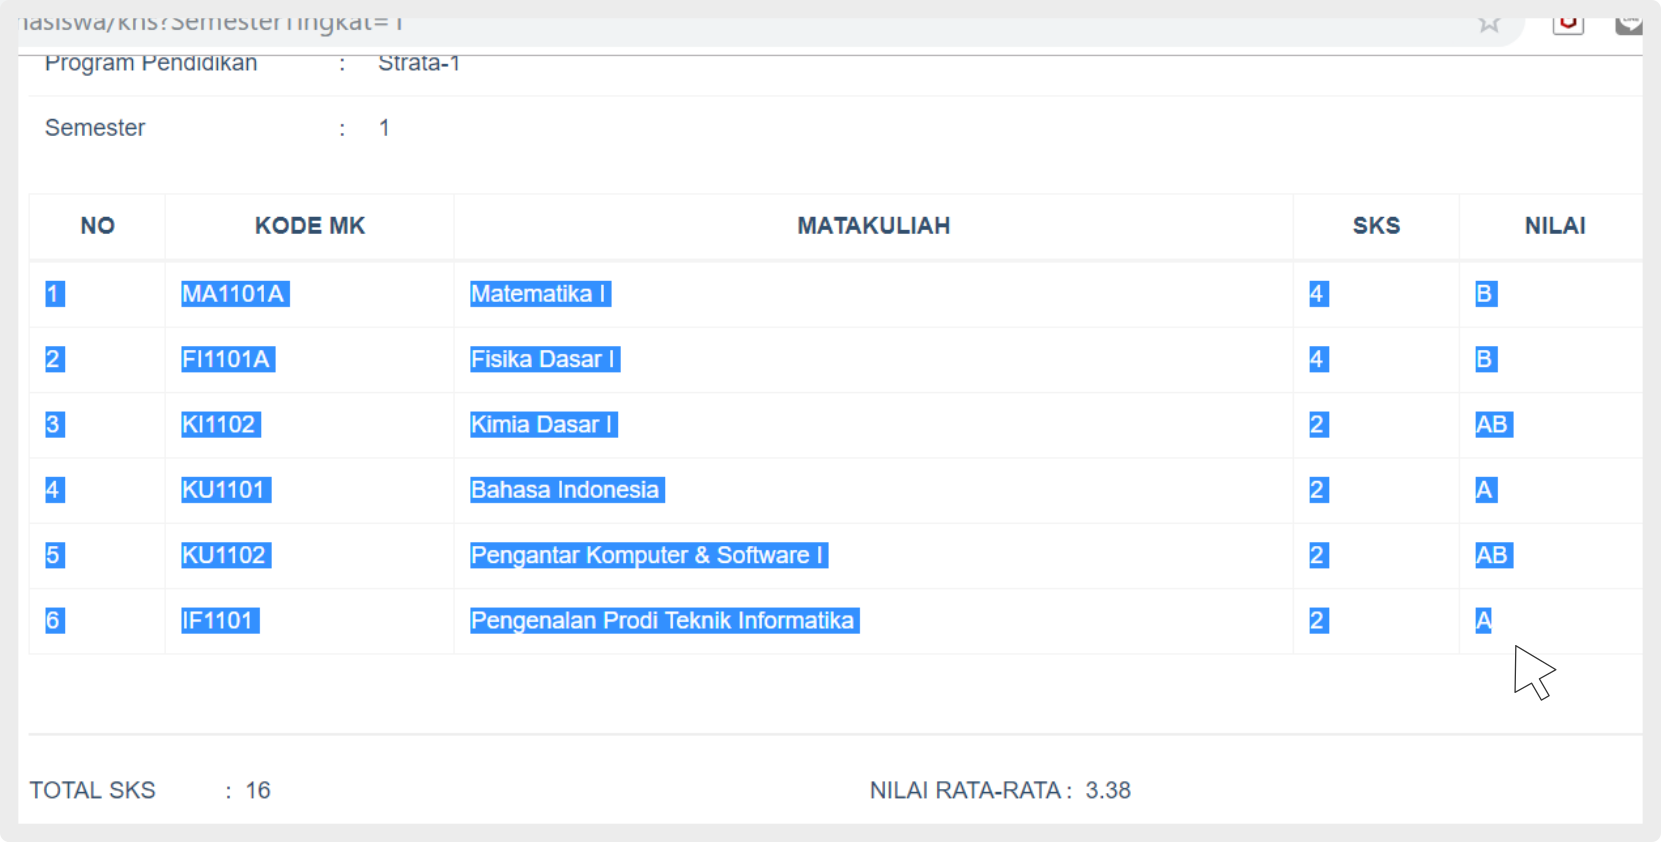 nasiswa/khs?SemesterTingkat=1
Program Pendidikan : Strata-1
Semester : 1
NO KODE MK MATAKULIAH SKS NILAI
1 MA1101A Matematika I 4 B
2 FI1101A Fisika Dasar I 4 B
3 KI1102 Kimia Dasar I 2 AB
4 KU1101 Bahasa Indonesia 2 A
5 KU1102 Pengantar Komputer & Software I 2 AB
6 IF1101 Pengenalan Prodi Teknik Informatika 2 A
TOTAL SKS : 16 NILAI RATA-RATA : 3.38